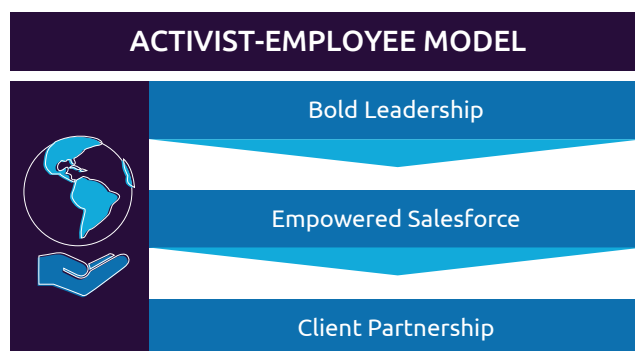 ACTIVIST-EMPLOYEE MODEL
Bold Leadership
Empowered Salesforce
Client Partnership